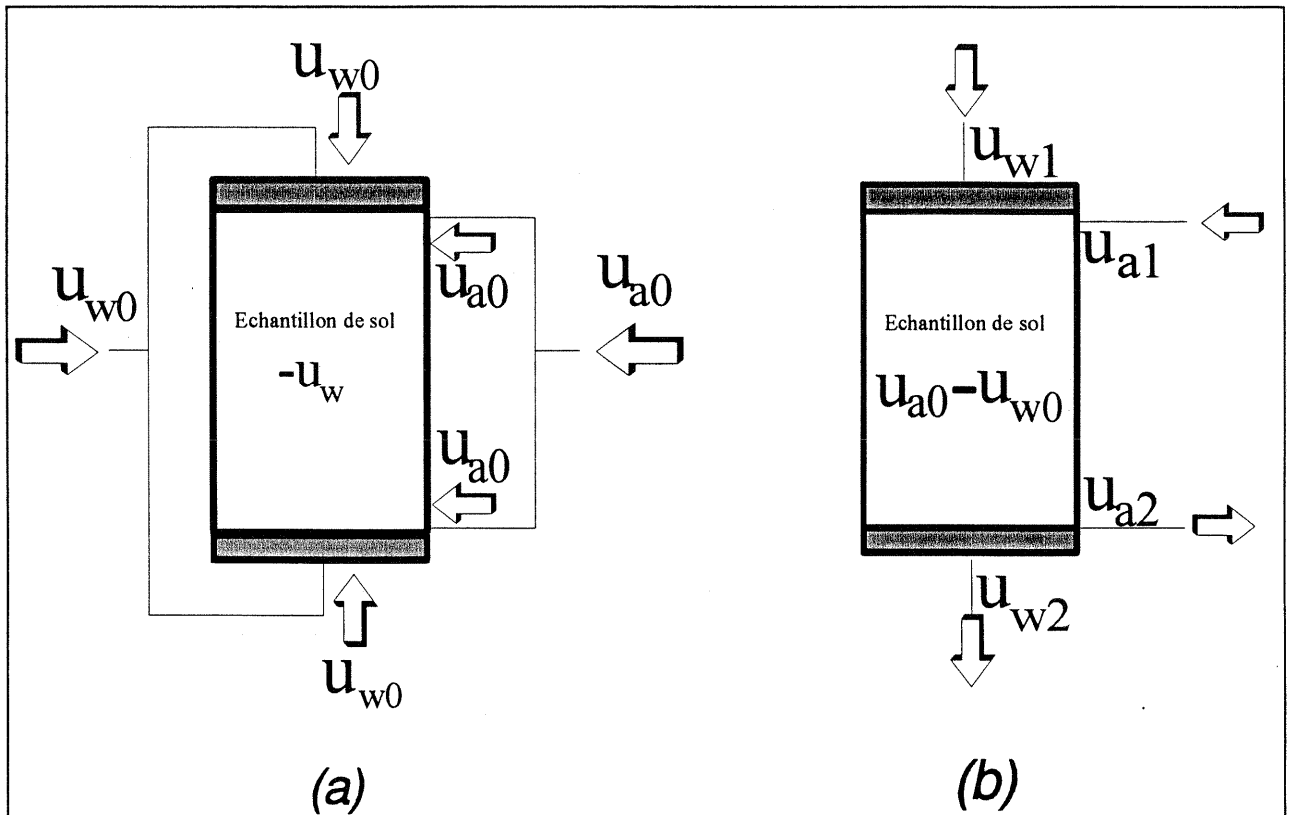 u_w0
u_w0
u_a0
u_a0
Echantillon de sol
-u_w
u_a0
u_w0
(a)
u_w1
u_a1
Echantillon de sol
u_a0-u_w0
u_a2
u_w2
(b)